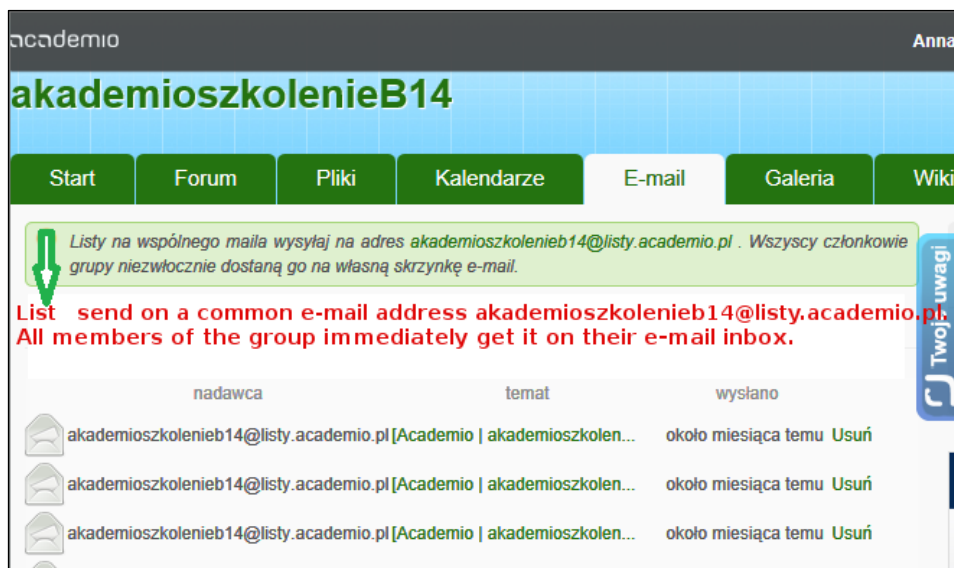 academio
Anna
akademioszkolenieB14
Start Forum Pliki Kalendarze E-mail Galeria Wiki
Listy na wspólnego maila wysyłaj na adres akademioszkolenieb14@listy.academio.pl . Wszyscy członkowie
grupy niezwłocznie dostaną go na własną skrzynkę e-mail.
List send on a common e-mail address akademioszkolenieb14@listy.academio.pl.
All members of the group immediately get it on their e-mail inbox.
Twoje uwagi
nadawca temat wysłano
akademioszkolenieb14@listy.academio.pl [Academio | akademioszkolen... około miesiąca temu Usuń
akademioszkolenieb14@listy.academio.pl [Academio | akademioszkolen... około miesiąca temu Usuń
akademioszkolenieb14@listy.academio.pl [Academio | akademioszkolen... około miesiąca temu Usuń